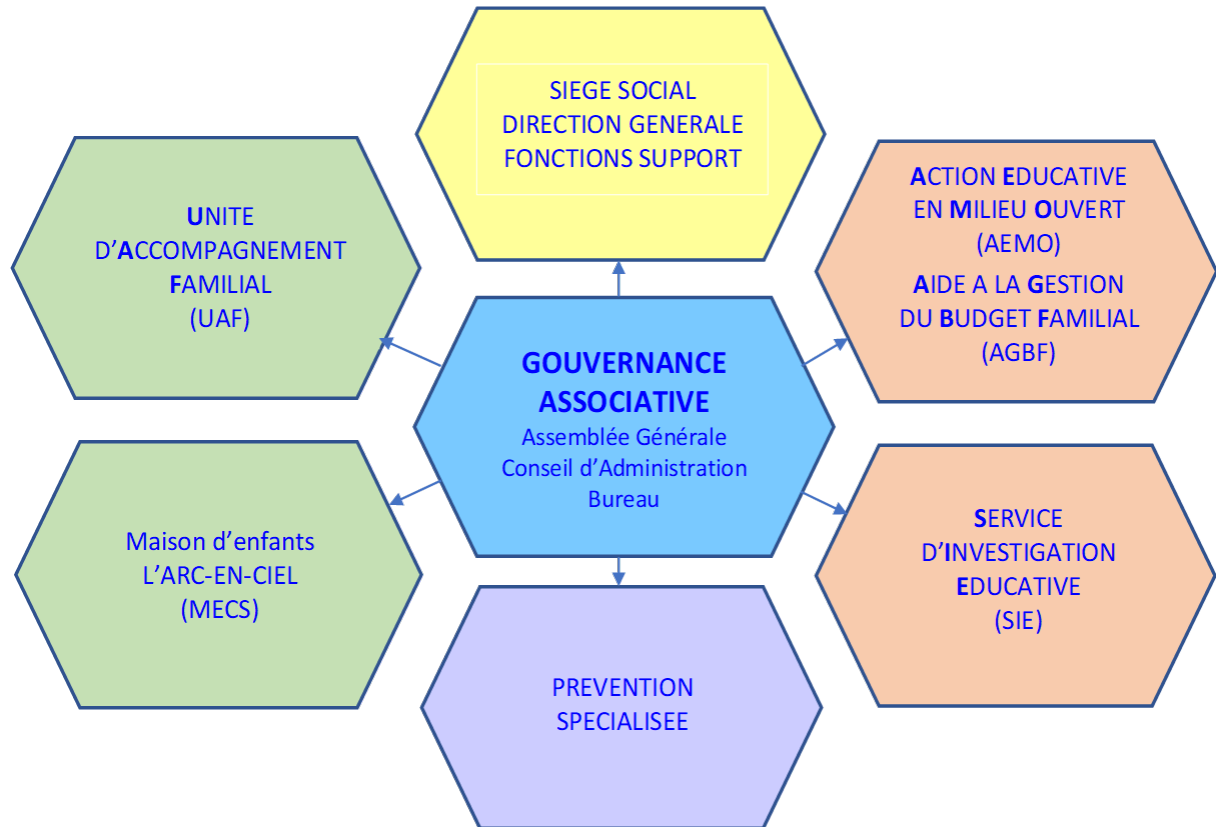 SIEGE SOCIAL
DIRECTION GENERALE
FONCTIONS SUPPORT
UNITE
D’ACCOMPAGNEMENT
FAMILIAL
(UAF)
ACTION EDUCATIVE
EN MILIEU OUVERT
(AEMO)
AIDE A LA GESTION
DU BUDGET FAMILIAL
(AGBF)
GOUVERNANCE
ASSOCIATIVE
Assemblée Générale
Conseil d’Administration
Bureau
Maison d’enfants
L’ARC-EN-CIEL
(MECS)
SERVICE
D’INVESTIGATION
EDUCATIVE
(SIE)
PREVENTION
SPECIALISEE